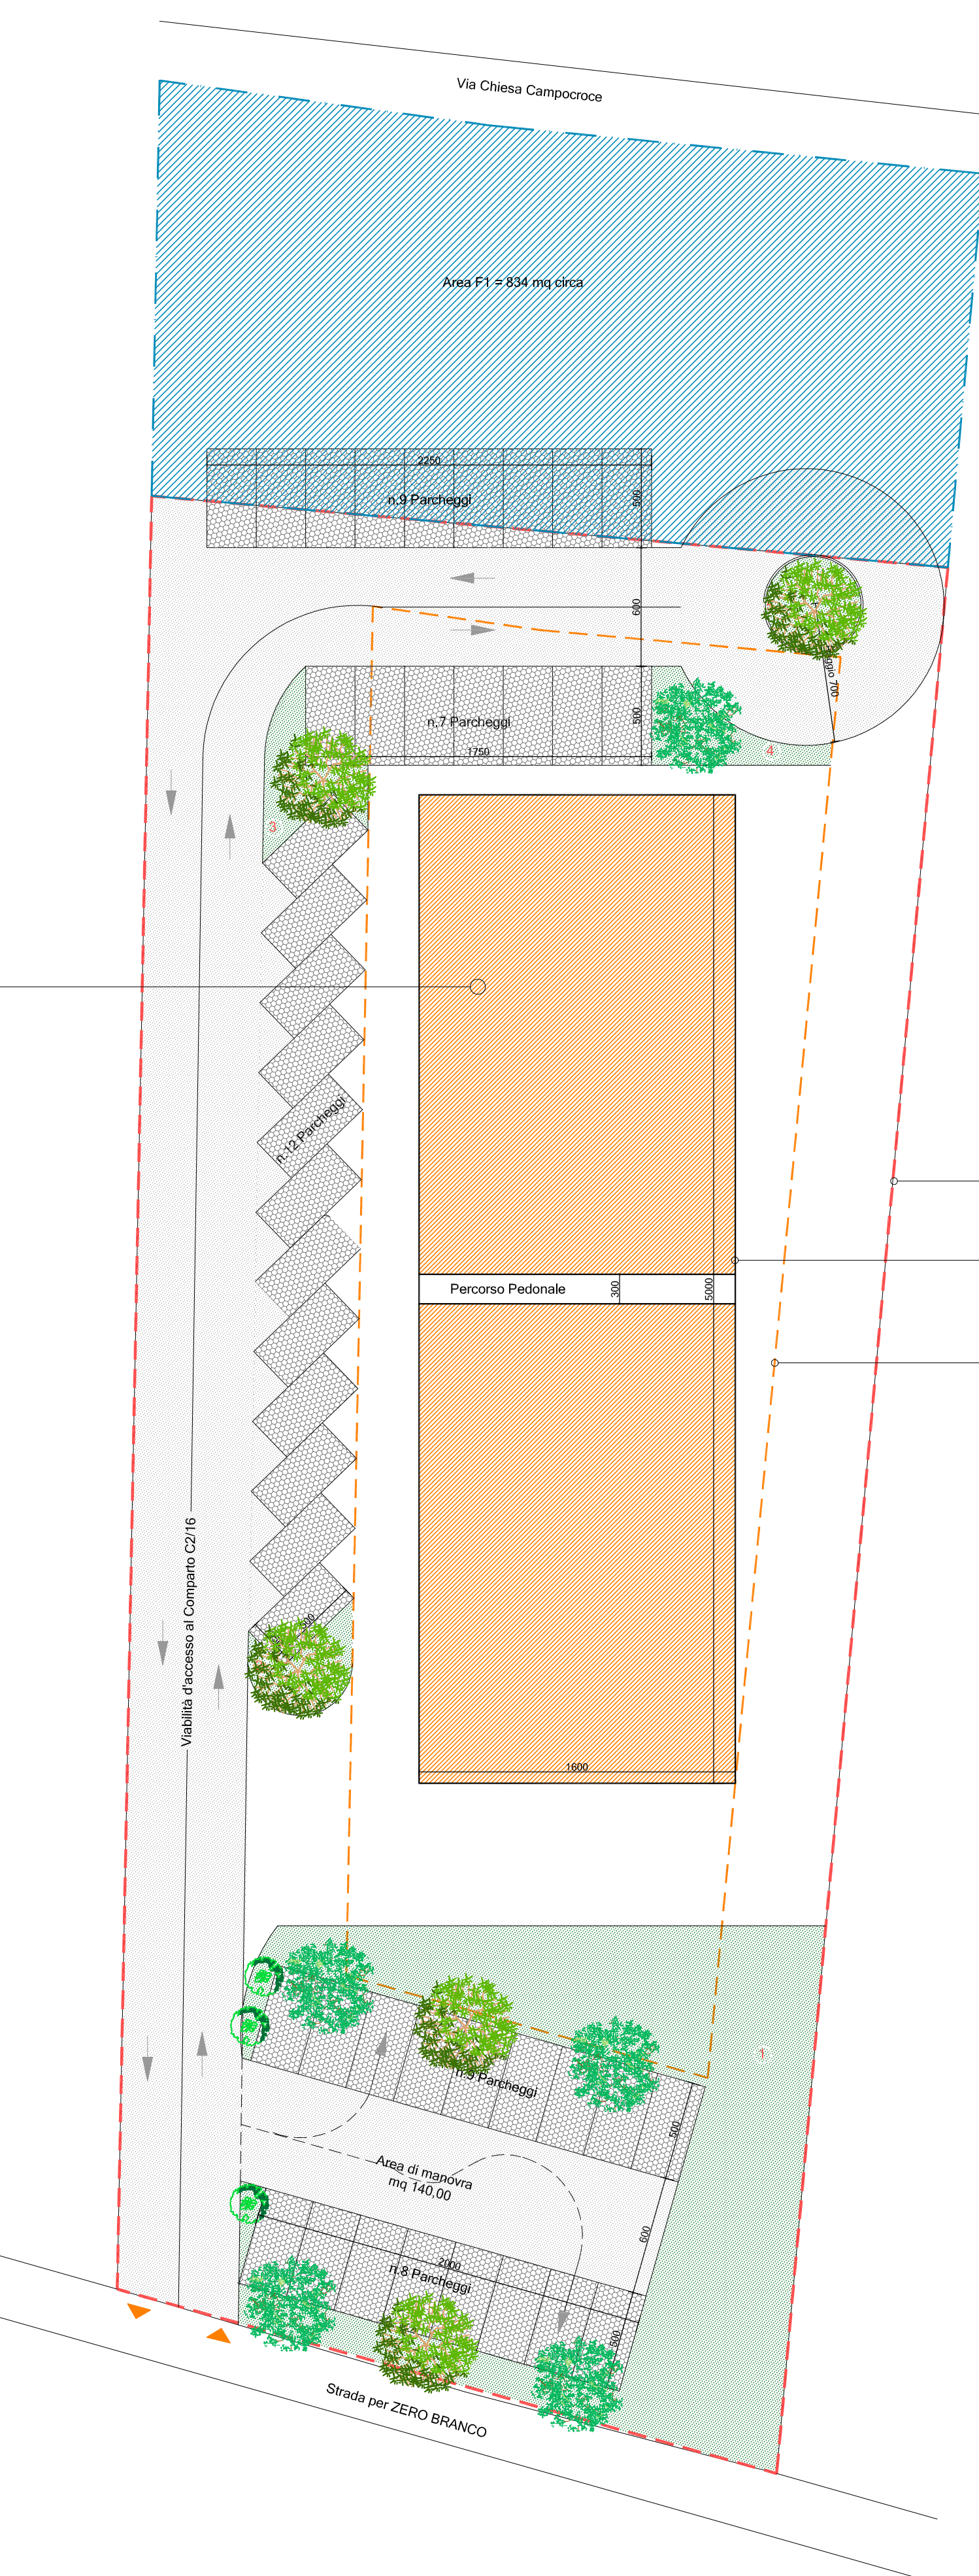 Via Chiesa Campocroce
Area F1 = 834 mq circa
2250
n.9 Parcheggi
500
600
700
n.7 Parcheggi
500
1750
4
3
n.12 Parcheggi
Percorso Pedonale
300
5000
Viabilità d'accesso al Comparto C2/16
1600
1
Parcheggi
500
Area di manovra
mq 140,00
600
2000
n.8 Parcheggi
500
Strada per ZERO BRANCO